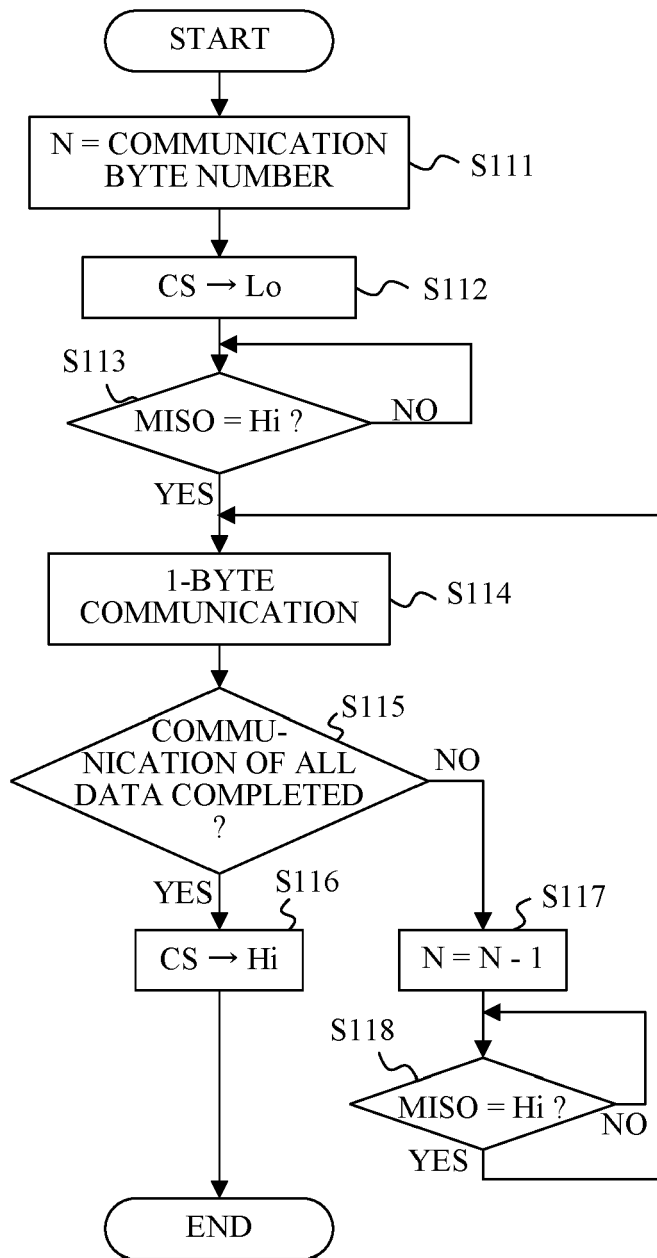 START
N = COMMUNICATION
BYTE NUMBER
S111
CS → Lo
S112
S113
MISO = Hi ?
NO
YES
1-BYTE
COMMUNICATION
S114
S115
COMMU-
NICATION OF ALL
DATA COMPLETED
?
NO
YES
S116
CS → Hi
S117
N = N - 1
S118
MISO = Hi ?
NO
YES
END